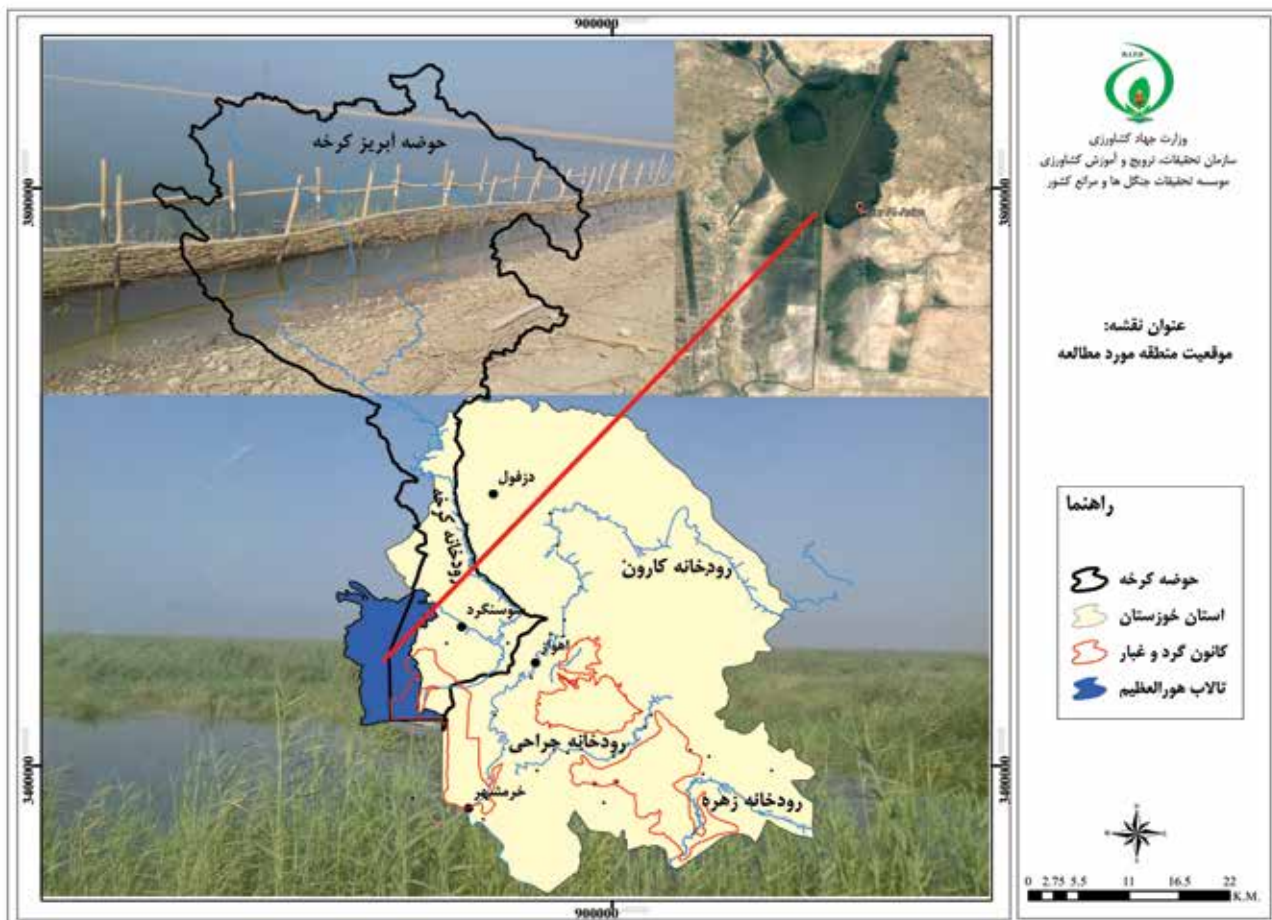 900000
حوضه آبریز کرخه
3800000
3800000
دزفول
رودخانه کرخه
رودخانه کارون
سوسنگرد
اهواز
رودخانه جراحی
رودخانه زهره
خرمشهر
3400000
3400000
900000
R.I.F.R
وزارت جهاد کشاورزی
سازمان تحقیقات، ترویج و آموزش کشاورزی
موسسه تحقیقات جنگل ها و مراتع کشور
عنوان نقشه:
موقعیت منطقه مورد مطالعه
راهنما
حوضه کرخه
استان خوزستان
کانون گرد و غبار
تالاب هورالعظیم
0 2.75 5.5 11 16.5 22
K.M.